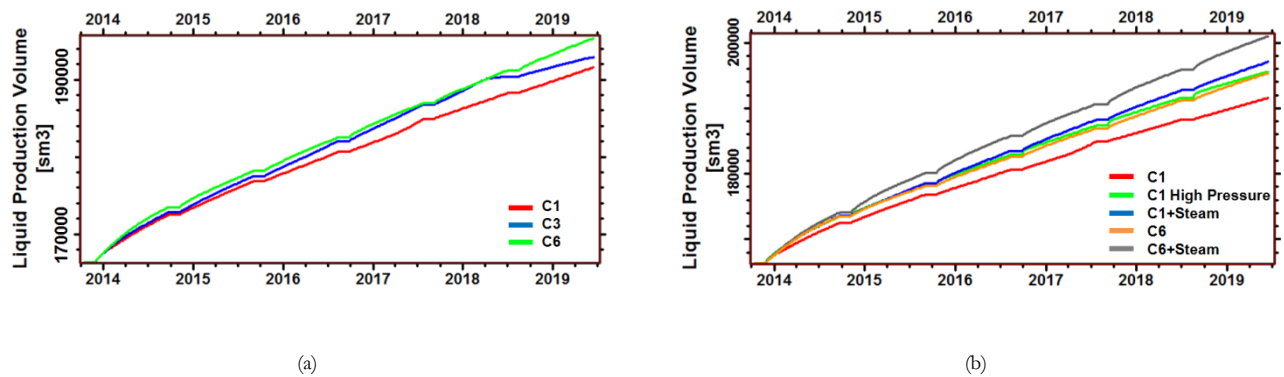 2014 2015 2016 2017 2018 2019
Liquid Production Volume
[sm3]
190000
170000
C1
C3
C6
2014 2015 2016 2017 2018 2019
(a)
2014 2015 2016 2017 2018 2019
Liquid Production Volume
[sm3]
200000
180000
C1
C1 High Pressure
C1+Steam
C6
C6+Steam
2014 2015 2016 2017 2018 2019
(b)